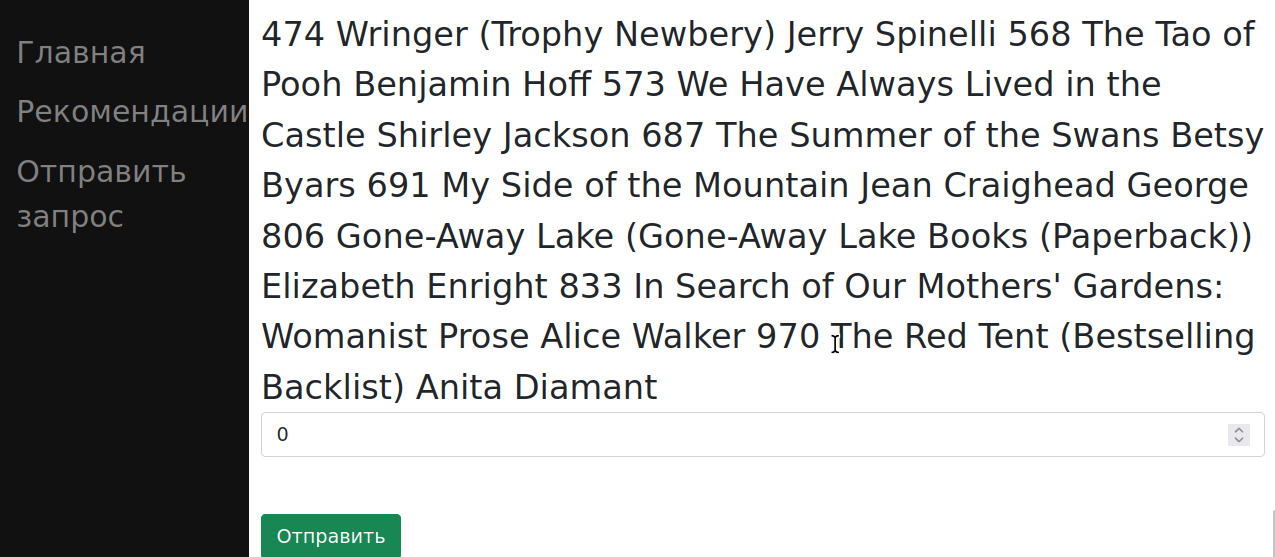 Главная
Рекомендации
Отправить
запрос
474 Wringer (Trophy Newbery) Jerry Spinelli 568 The Tao of
Pooh Benjamin Hoff 573 We Have Always Lived in the
Castle Shirley Jackson 687 The Summer of the Swans Betsy
Byars 691 My Side of the Mountain Jean Craighead George
806 Gone-Away Lake (Gone-Away Lake Books (Paperback))
Elizabeth Enright 833 In Search of Our Mothers' Gardens:
Womanist Prose Alice Walker 970 The Red Tent (Bestselling
Backlist) Anita Diamant
0
Отправить